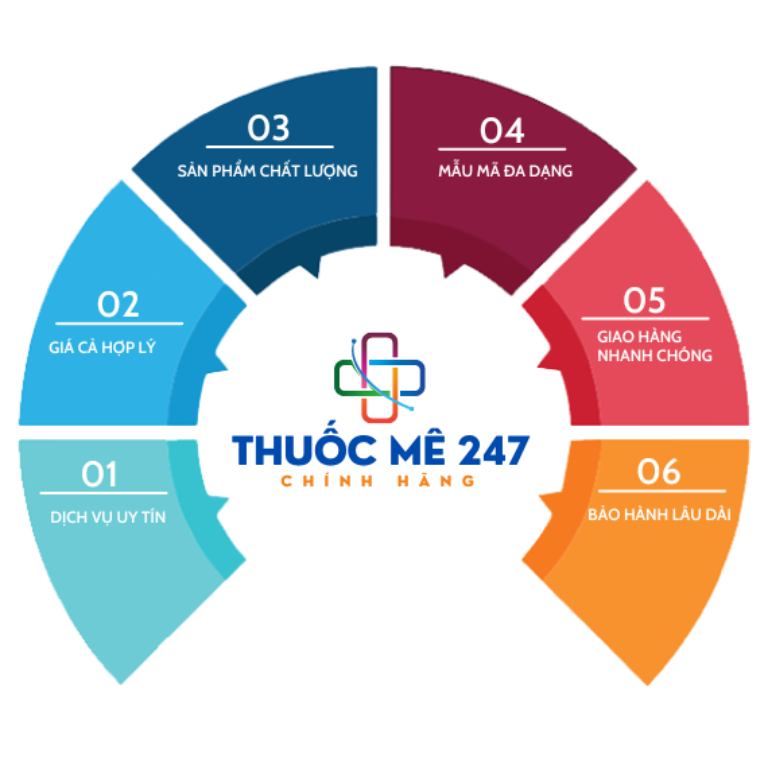 03
SẢN PHẨM CHẤT LƯỢNG
04
MẪU MÃ ĐA DẠNG
02
GIÁ CẢ HỢP LÝ
05
GIAO HÀNG
NHANH CHÓNG
THUỐC MÊ 247
CHÍNH HÃNG
01
DỊCH VỤ UY TÍN
06
BẢO HÀNH LÂU DÀI